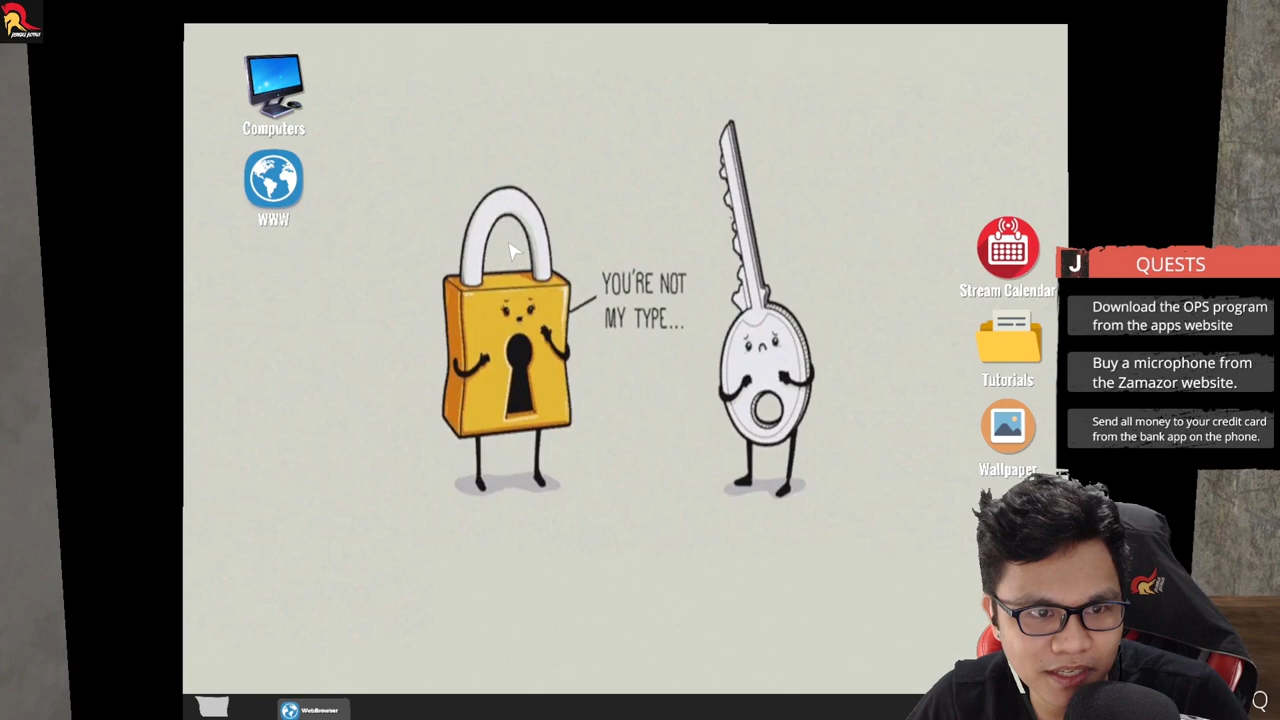 Computers
WWW
YOU'RE NOT
MY TYPE...
Stream Calendar
Tutorials
Wallpaper
J QUESTS
Download the OPS program
from the apps website
Buy a microphone from
the Zamazor website.
Send all money to your credit card
from the bank app on the phone.
WebBrowser
Q